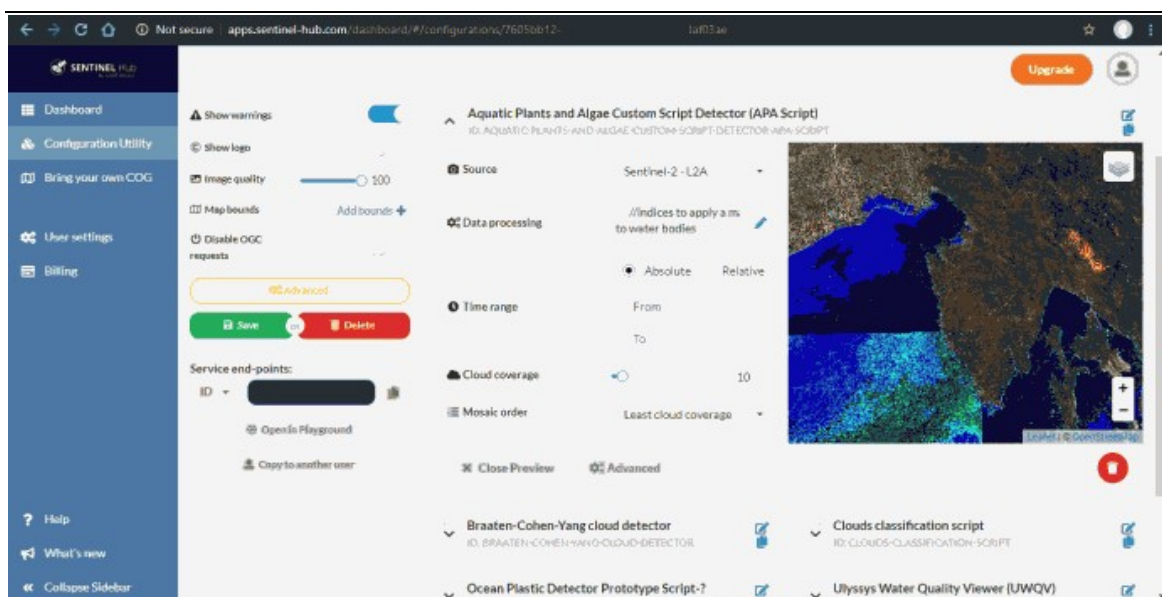 Not secure apps.sentinel-hub.com/dashboard/#/configurations/76056b12-
SENTINEL HUB
Upgrade
Dashboard
Configuration Utility
Bring your own COG
User settings
Billing
Help
What's new
Collapse Sidebar
Show warnings
Show logo
Image quality 100
Map bounds Add bounds
Disable OGC
requests
Advanced
Save or Delete
Service end-points:
ID
Open in Playground
Copy to another user
Aquatic Plants and Algae Custom Script Detector (APA Script)
ID: AQUATIC-PLANTS-AND-ALGAE-CUSTOM-SCRIPT-DETECTOR-APA-SCRIPT
Source Sentinel-2 - L2A
Data processing //Indices to apply a
to water bodies
Absolute Relative
Time range From
To
Cloud coverage 10
Mosaic order Least cloud coverage
Close Preview Advanced
+
−
Leaflet | © OpenStreetMap
Braaten-Cohen-Yang cloud detector
ID: BRAATEN-COHEN-YANG-CLOUD-DETECTOR
Clouds classification script
ID: CLOUDS-CLASSIFICATION-SCRIPT
Ocean Plastic Detector Prototype Script-?
Ulyssys Water Quality Viewer (UWQV)